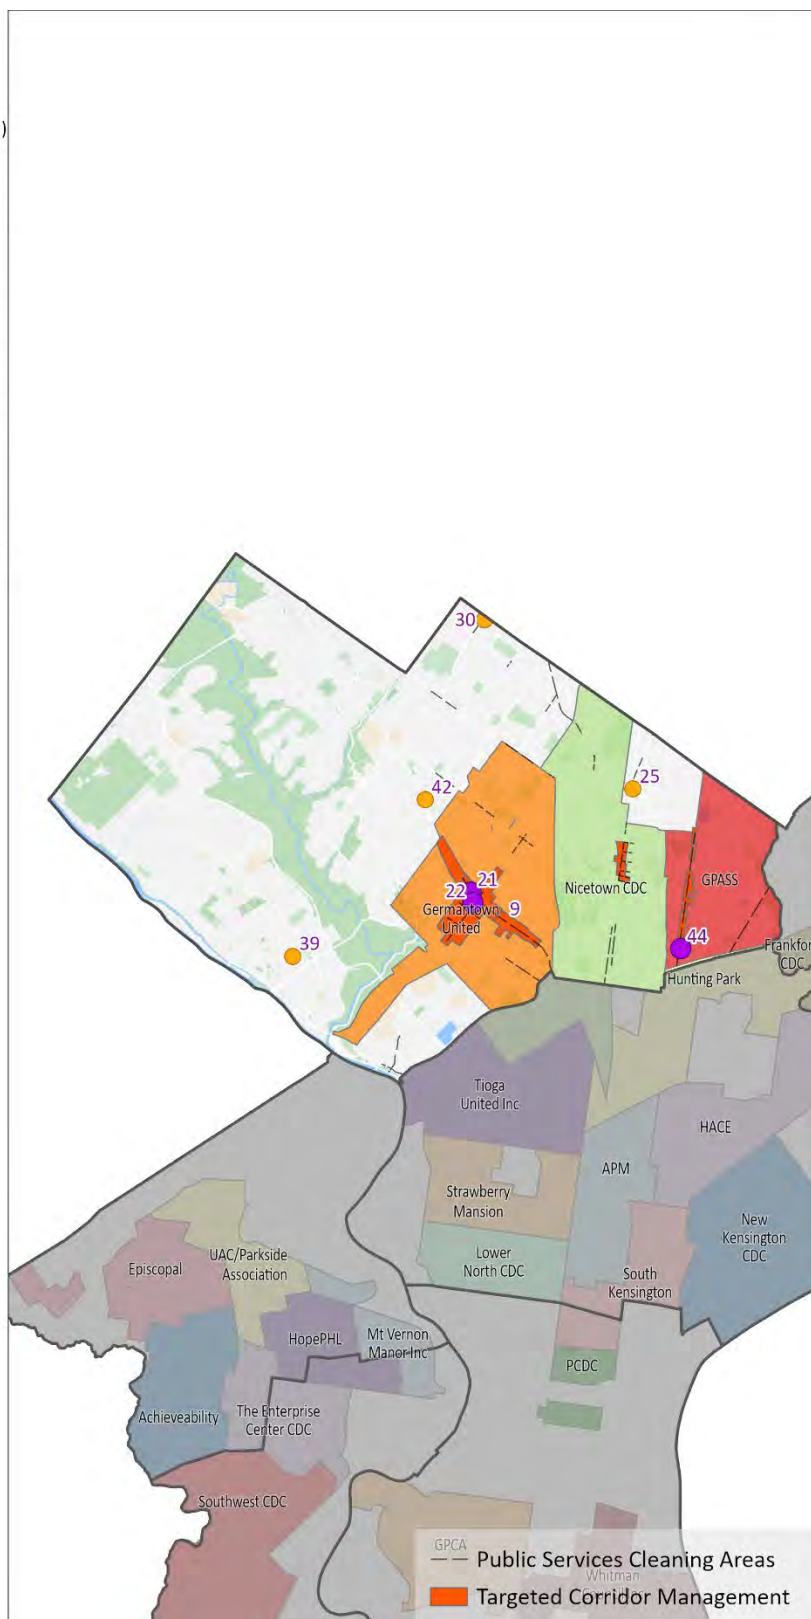 )
30
42
25
21
22
9
Germantown
United
Nicetown CDC
GPASS
44
39
Hunting Park
Frankfor
CDC
Tioga
United Inc
HACE
APM
Strawberry
Mansion
New
Kensington
CDC
Lower
North CDC
South
Kensington
Episcopal
UAC/Parkside
Association
HopePHL
Mt Vernon
Manor Inc
PCDC
Achieveability
The Enterprise
Center CDC
Southwest CDC
GPCA
Public Services Cleaning Areas
Whitman
Targeted Corridor Management